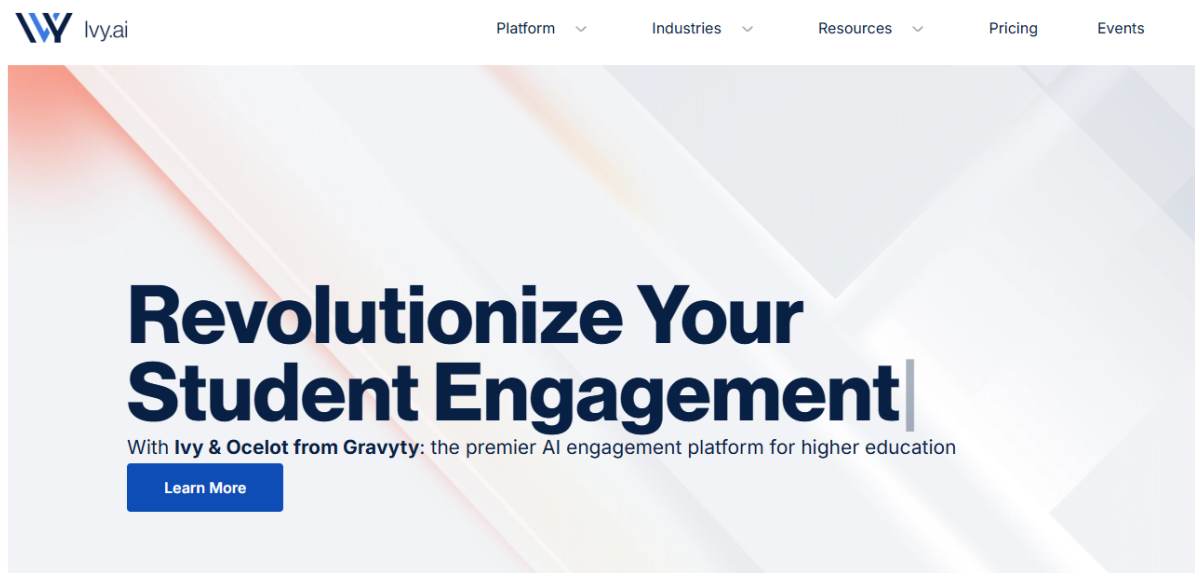 Ivy.ai
Platform
Industries
Resources
Pricing
Events
Revolutionize Your
Student Engagement
With Ivy & Ocelot from Gravyty: the premier AI engagement platform for higher education
Learn More